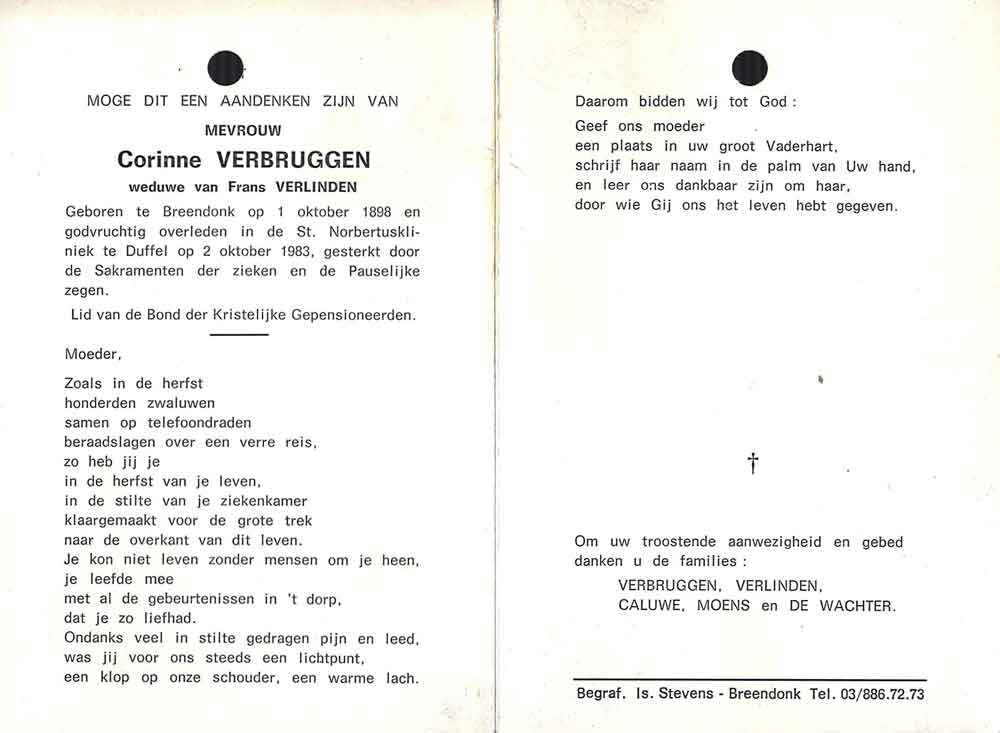 MOGE DIT EEN AANDENKEN ZIJN VAN
MEVROUW
Corinne VERBRUGGEN
weduwe van Frans VERLINDEN
Geboren te Breendonk op 1 oktober 1898 en
godvruchtig overleden in de St. Norbertuskli-
niek te Duffel op 2 oktober 1983, gesterkt door
de Sakramenten der zieken en de Pauselijke
zegen.
Lid van de Bond der Kristelijke Gepensioneerden.
Moeder,
Zoals in de herfst
honderden zwaluwen
samen op telefoondraden
beraadslagen over een verre reis,
zo heb jij je
in de herfst van je leven,
in de stilte van je ziekenkamer
klaargemaakt voor de grote trek
naar de overkant van dit leven.
Je kon niet leven zonder mensen om je heen,
je leefde mee
met al de gebeurtenissen in 't dorp,
dat je zo liefhad.
Ondanks veel in stilte gedragen pijn en leed,
was jij voor ons steeds een lichtpunt,
een klop op onze schouder, een warme lach.
Daarom bidden wij tot God :
Geef ons moeder
een plaats in uw groot Vaderhart,
schrijf haar naam in de palm van Uw hand,
en leer ons dankbaar zijn om haar,
door wie Gij ons het leven hebt gegeven.
Om uw troostende aanwezigheid en gebed
danken u de families :
VERBRUGGEN, VERLINDEN,
CALUWE, MOENS en DE WACHTER.
Begraf. Is. Stevens - Breendonk Tel. 03/886.72.73